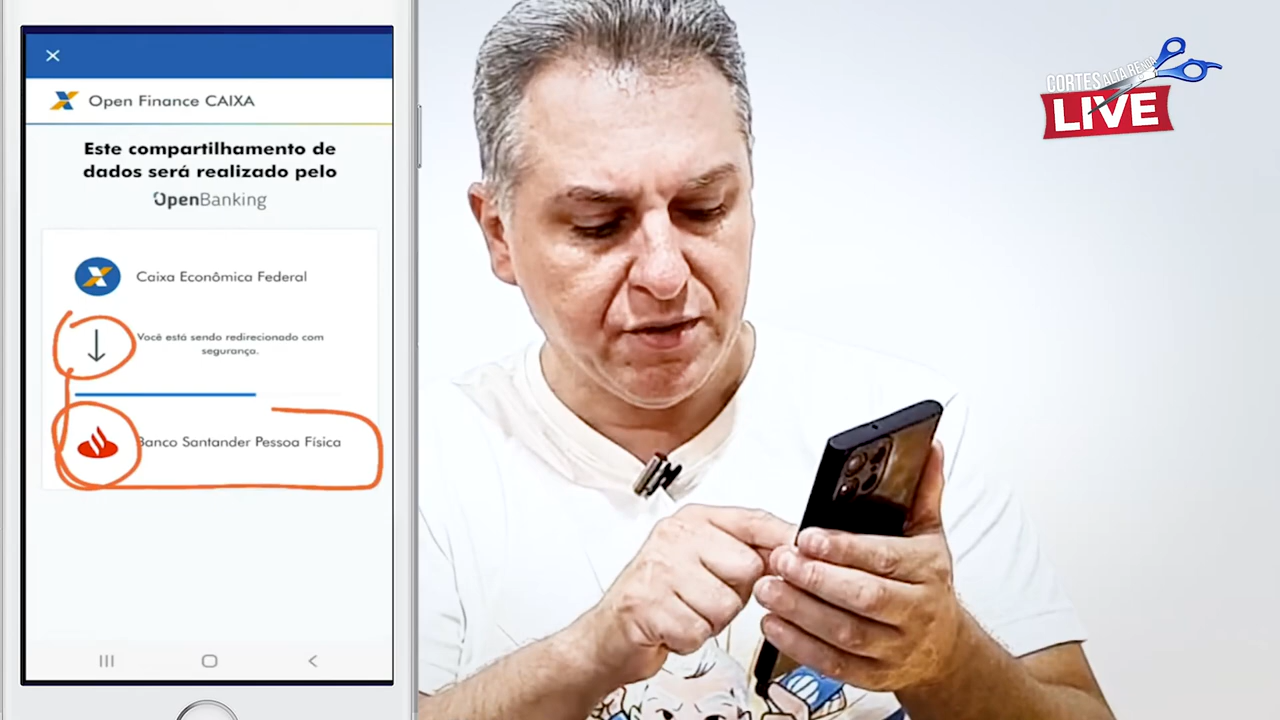 Open Finance CAIXA
Este compartilhamento de
dados será realizado pelo
OpenBanking
Caixa Econômica Federal
Você está sendo redirecionado com
segurança.
Banco Santander Pessoa Física
CORTES ALTA RENDA
LIVE